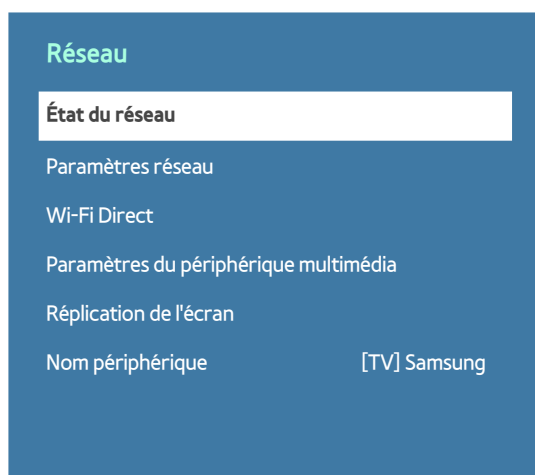 Réseau
État du réseau
Paramètres réseau
Wi-Fi Direct
Paramètres du périphérique multimédia
Réplication de l'écran
Nom périphérique [TV] Samsung